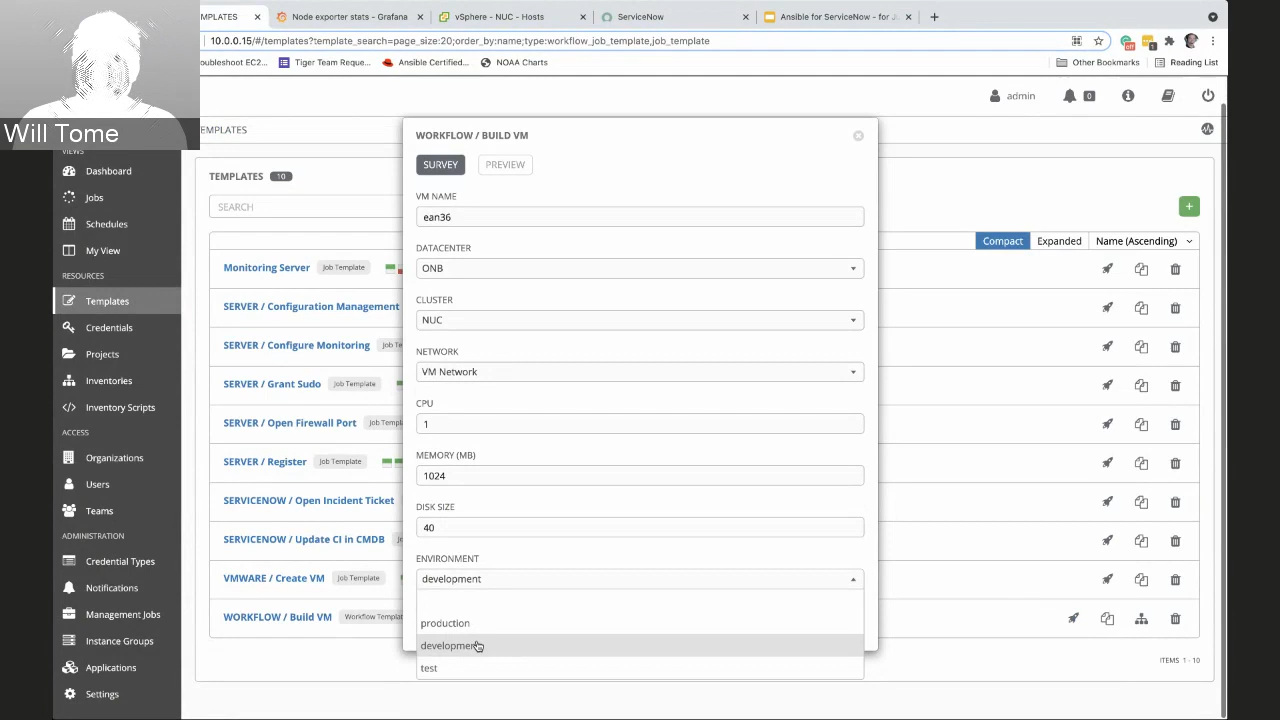 TEMPLATES
Node exporter stats - Grafana
vSphere - NUC - Hosts
ServiceNow
Ansible for ServiceNow - for J
10.0.0.15/#/templates?template_search=page_size:20;order_by:name;type:workflow_job_template,job_template
oubleshoot EC2...
Tiger Team Reque...
Ansible Certified...
NOAA Charts
Other Bookmarks
Reading List
Will Tome
admin
0
TEMPLATES
VIEWS
Dashboard
Jobs
Schedules
My View
RESOURCES
Templates
Credentials
Projects
Inventories
Inventory Scripts
ACCESS
Organizations
Users
Teams
ADMINISTRATION
Credential Types
Notifications
Management Jobs
Instance Groups
Applications
Settings
TEMPLATES 10
SEARCH
Compact Expanded Name (Ascending)
Monitoring Server Job Template
SERVER / Configuration Management
SERVER / Configure Monitoring Job Te
SERVER / Grant Sudo Job Template
SERVER / Open Firewall Port Job Templ
SERVER / Register Job Template
SERVICENOW / Open Incident Ticket
SERVICENOW / Update CI in CMDB
VMWARE / Create VM Job Template
WORKFLOW / Build VM Workflow Templat
ITEMS 1 - 10
WORKFLOW / BUILD VM
SURVEY PREVIEW
VM NAME
ean36
DATACENTER
ONB
CLUSTER
NUC
NETWORK
VM Network
CPU
1
MEMORY (MB)
1024
DISK SIZE
40
ENVIRONMENT
development
production
development
test